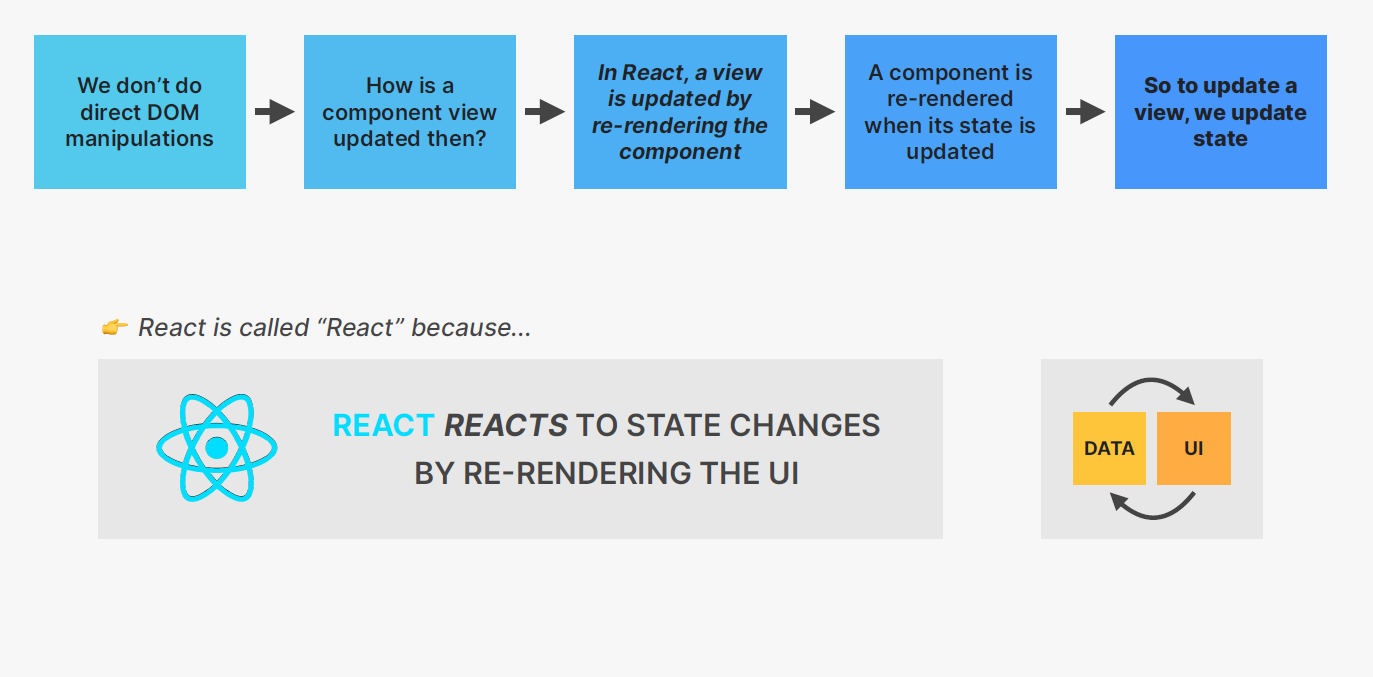 We don’t do
direct DOM
manipulations
How is a
component view
updated then?
In React, a view
is updated by
re-rendering the
component
A component is
re-rendered
when its state is
updated
So to update a
view, we update
state
👉 React is called “React” because…
REACT REACTS TO STATE CHANGES
BY RE-RENDERING THE UI
DATA
UI